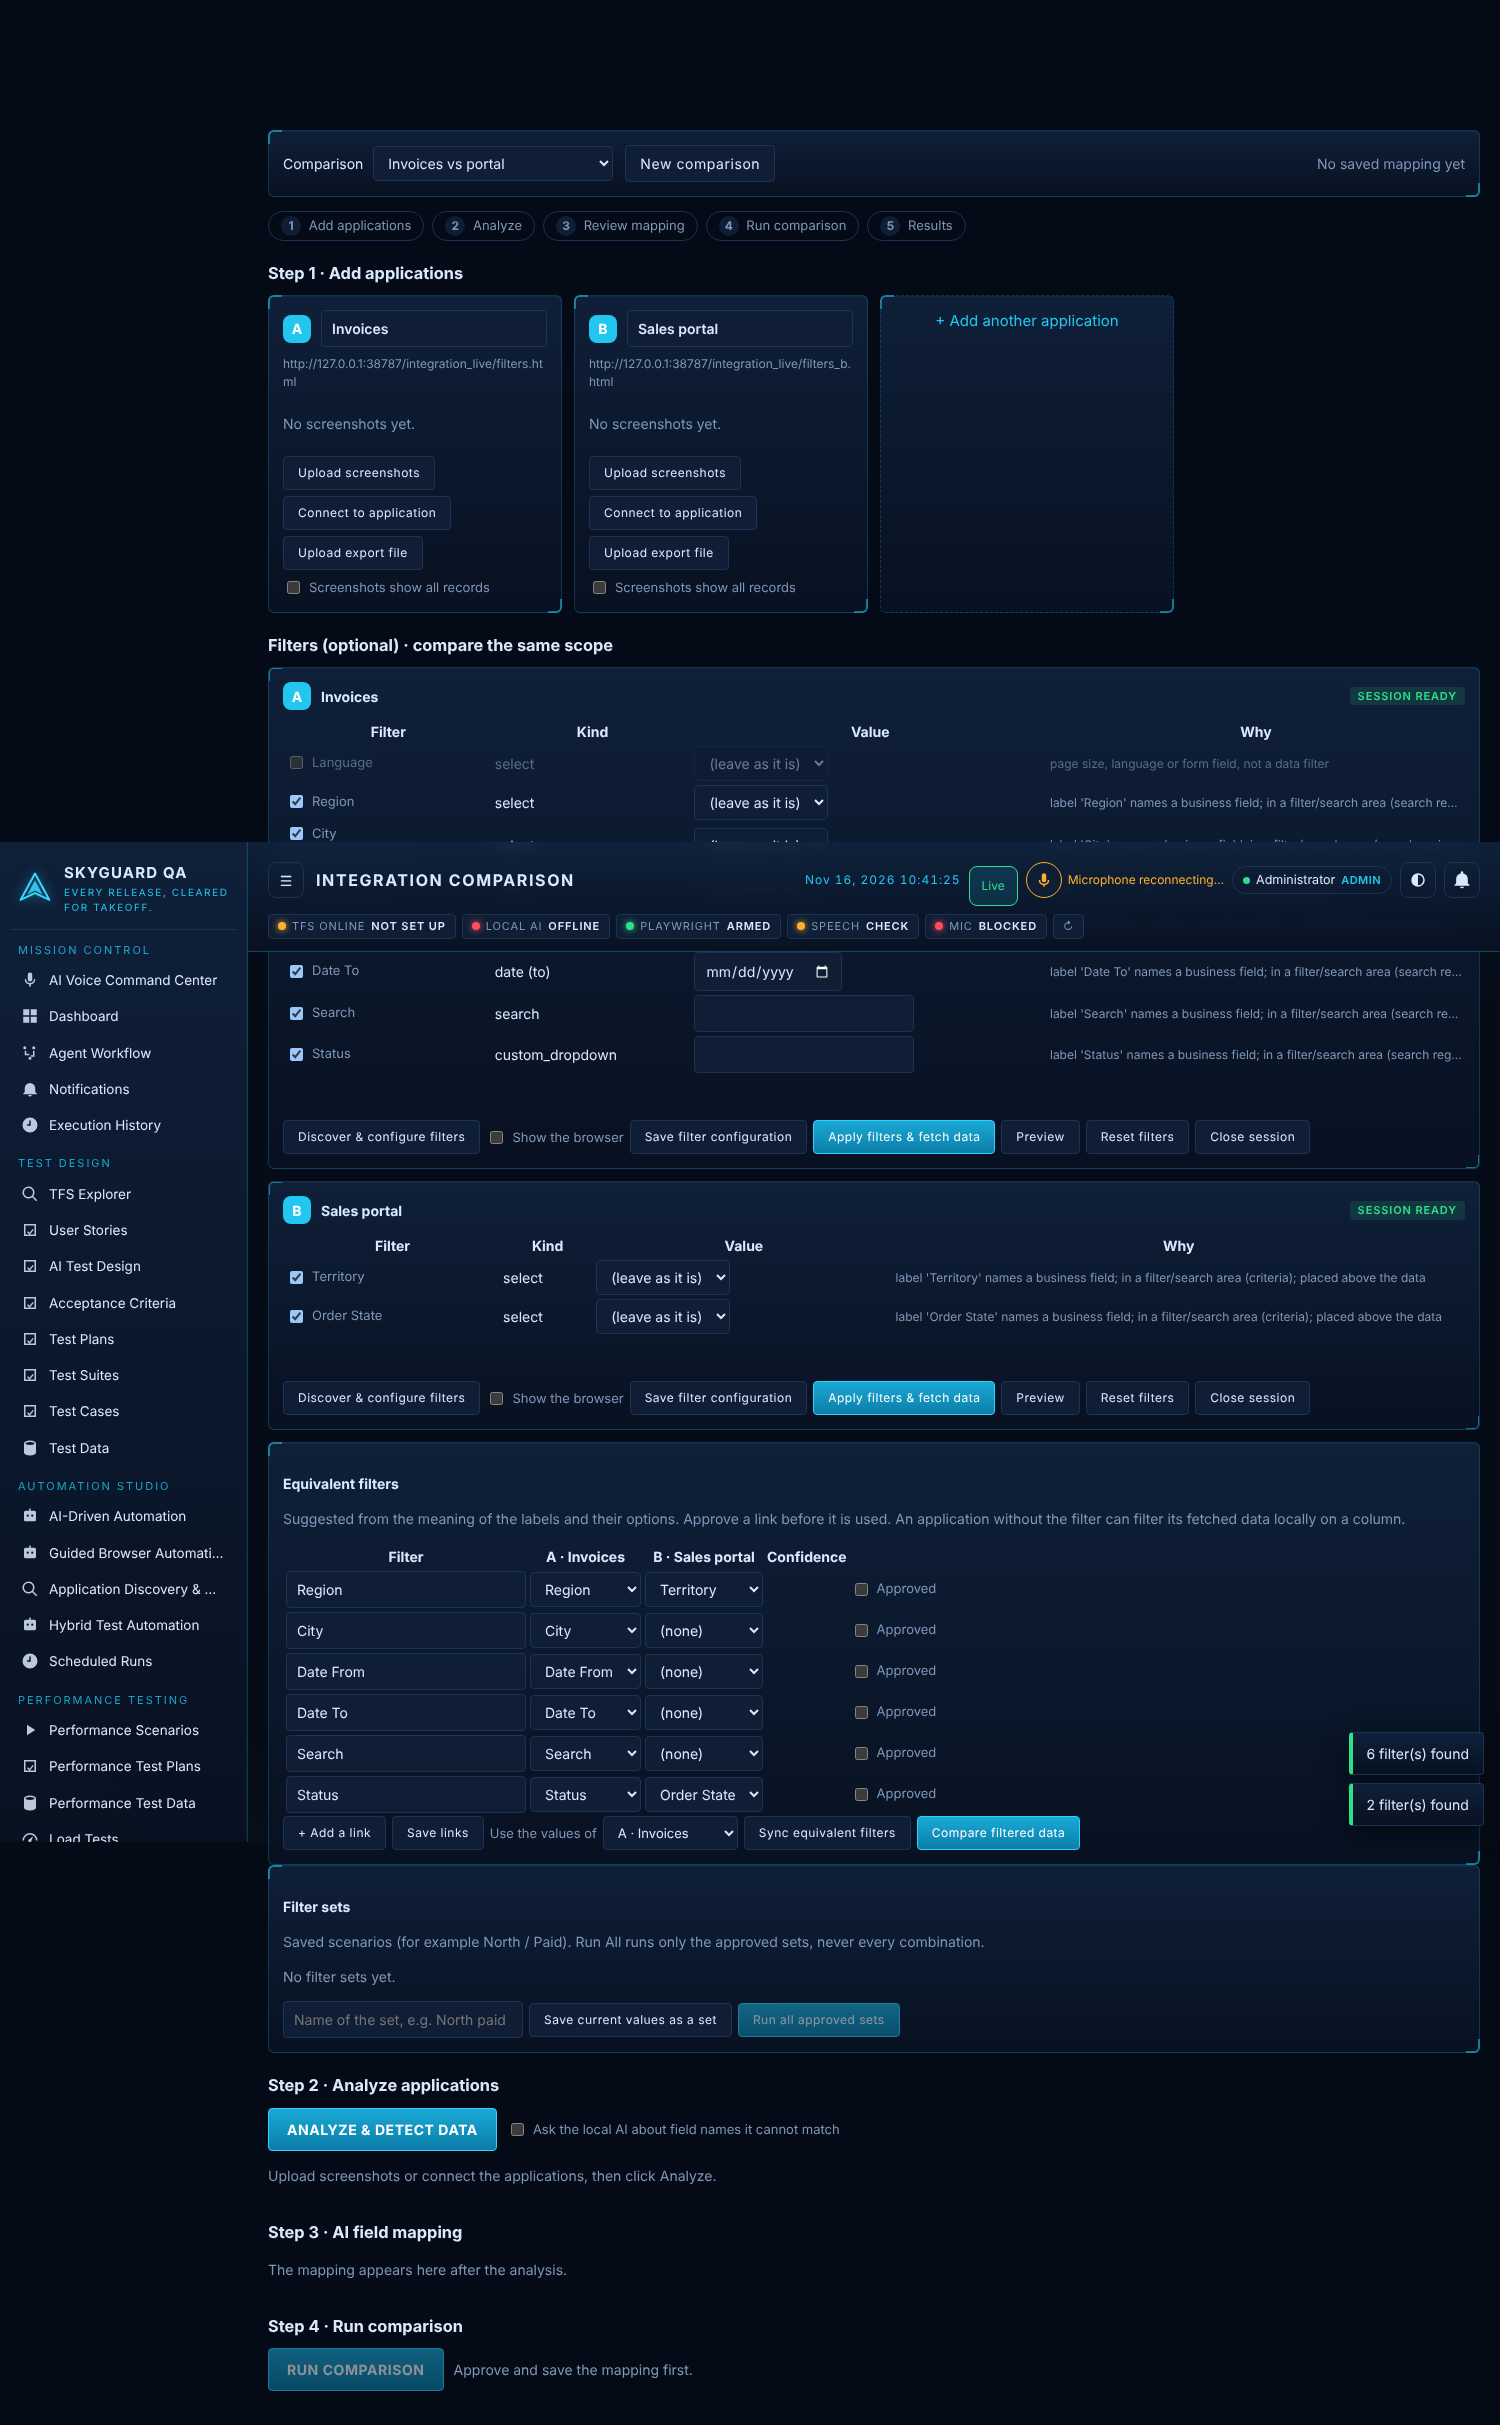 Comparison Invoices vs portal New comparison No saved mapping yet
1 Add applications 2 Analyze 3 Review mapping 4 Run comparison 5 Results
Step 1 · Add applications
A Invoices
http://127.0.0.1:38787/integration_live/filters.ht
ml
No screenshots yet.
Upload screenshots
Connect to application
Upload export file
Screenshots show all records
B Sales portal
http://127.0.0.1:38787/integration_live/filters_b.
html
No screenshots yet.
Upload screenshots
Connect to application
Upload export file
Screenshots show all records
+ Add another application
Filters (optional) · compare the same scope
A Invoices SESSION READY
Filter Kind Value Why
Language select (leave as it is) page size, language or form field, not a data filter
Region select (leave as it is) label 'Region' names a business field; in a filter/search area (search re...
City
SKYGUARD QA
EVERY RELEASE, CLEARED
FOR TAKEOFF.
MISSION CONTROL
AI Voice Command Center
Dashboard
Agent Workflow
Notifications
Execution History
TEST DESIGN
TFS Explorer
User Stories
AI Test Design
Acceptance Criteria
Test Plans
Test Suites
Test Cases
Test Data
AUTOMATION STUDIO
AI-Driven Automation
Guided Browser Automati...
Application Discovery & ...
Hybrid Test Automation
Scheduled Runs
PERFORMANCE TESTING
Performance Scenarios
Performance Test Plans
Performance Test Data
Load Tests
INTEGRATION COMPARISON Nov 16, 2026 10:41:25 Live Microphone reconnecting... Administrator ADMIN
TFS ONLINE NOT SET UP LOCAL AI OFFLINE PLAYWRIGHT ARMED SPEECH CHECK MIC BLOCKED
Date To date (to) mm/dd/yyyy label 'Date To' names a business field; in a filter/search area (search re...
Search search label 'Search' names a business field; in a filter/search area (search re...
Status custom_dropdown label 'Status' names a business field; in a filter/search area (search reg...
Discover & configure filters Show the browser Save filter configuration Apply filters & fetch data Preview Reset filters Close session
B Sales portal SESSION READY
Filter Kind Value Why
Territory select (leave as it is) label 'Territory' names a business field; in a filter/search area (criteria); placed above the data
Order State select (leave as it is) label 'Order State' names a business field; in a filter/search area (criteria); placed above the data
Discover & configure filters Show the browser Save filter configuration Apply filters & fetch data Preview Reset filters Close session
Equivalent filters
Suggested from the meaning of the labels and their options. Approve a link before it is used. An application without the filter can filter its fetched data locally on a column.
Filter A · Invoices B · Sales portal Confidence
Region Region Territory Approved
City City (none) Approved
Date From Date From (none) Approved
Date To Date To (none) Approved
Search Search (none) Approved
Status Status Order State Approved
6 filter(s) found
2 filter(s) found
+ Add a link Save links Use the values of A · Invoices Sync equivalent filters Compare filtered data
Filter sets
Saved scenarios (for example North / Paid). Run All runs only the approved sets, never every combination.
No filter sets yet.
Name of the set, e.g. North paid Save current values as a set Run all approved sets
Step 2 · Analyze applications
ANALYZE & DETECT DATA Ask the local AI about field names it cannot match
Upload screenshots or connect the applications, then click Analyze.
Step 3 · AI field mapping
The mapping appears here after the analysis.
Step 4 · Run comparison
RUN COMPARISON Approve and save the mapping first.